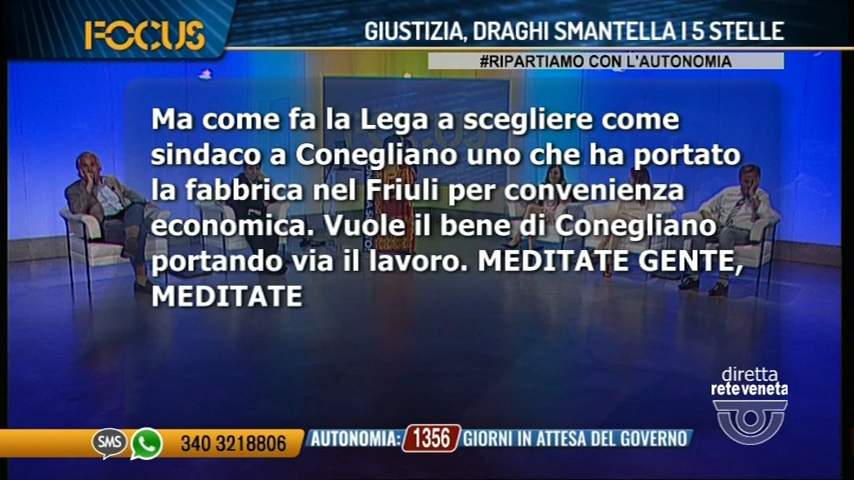 FOCUS
GIUSTIZIA, DRAGHI SMANTELLA I 5 STELLE
#RIPARTIAMO CON L'AUTONOMIA
Ma come fa la Lega a scegliere come
sindaco a Conegliano uno che ha portato
la fabbrica nel Friuli per convenienza
economica. Vuole il bene di Conegliano
portando via il lavoro. MEDITATE GENTE,
MEDITATE
diretta
reteveneta
SMS 340 3218806 AUTONOMIA: 1356 GIORNI IN ATTESA DEL GOVERNO